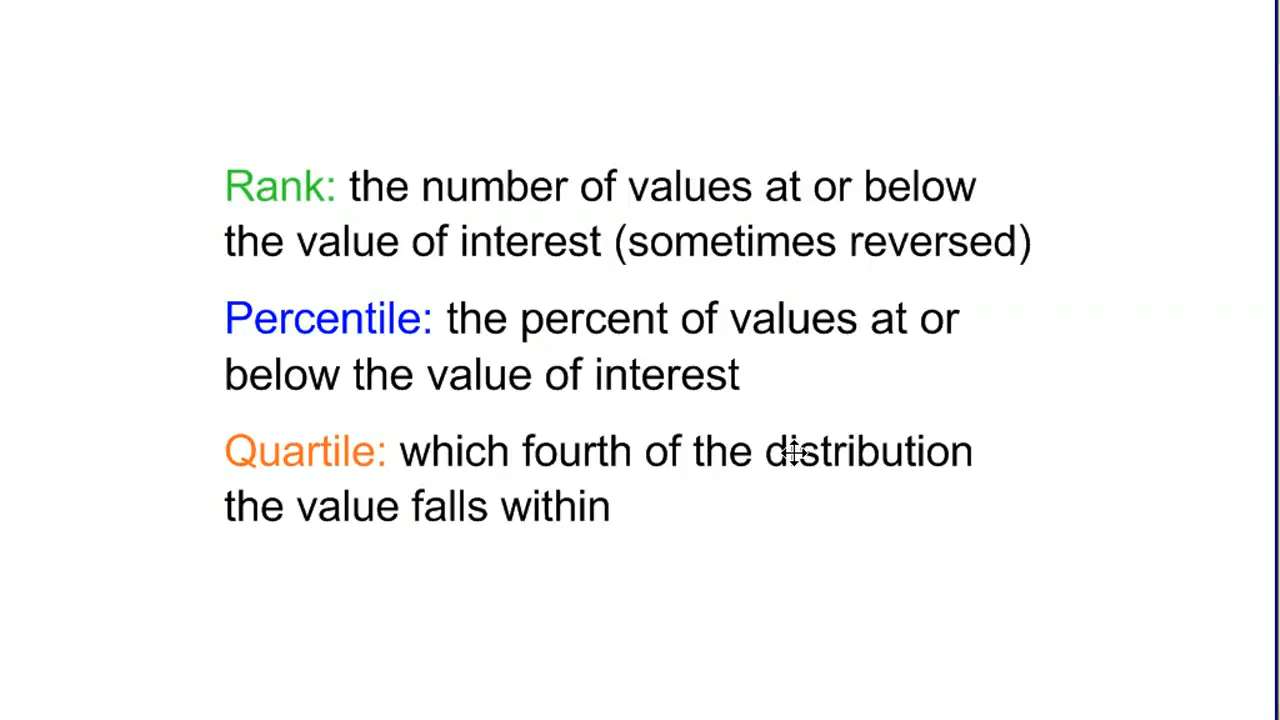 Rank: the number of values at or below
the value of interest (sometimes reversed)
Percentile: the percent of values at or
below the value of interest
Quartile: which fourth of the distribution
the value falls within